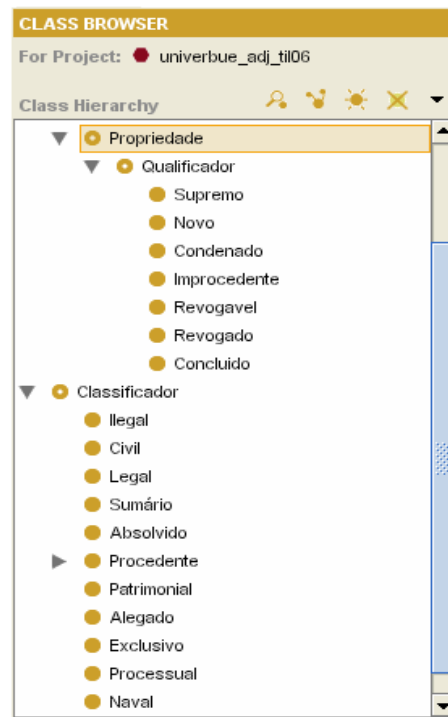 CLASS BROWSER
For Project: univerbue_adj_til06
Class Hierarchy
Propriedade
Qualificador
Supremo
Novo
Condenado
Improcedente
Revogavel
Revogado
Concluido
Classificador
Ilegal
Civil
Legal
Sumário
Absolvido
Procedente
Patrimonial
Alegado
Exclusivo
Processual
Naval